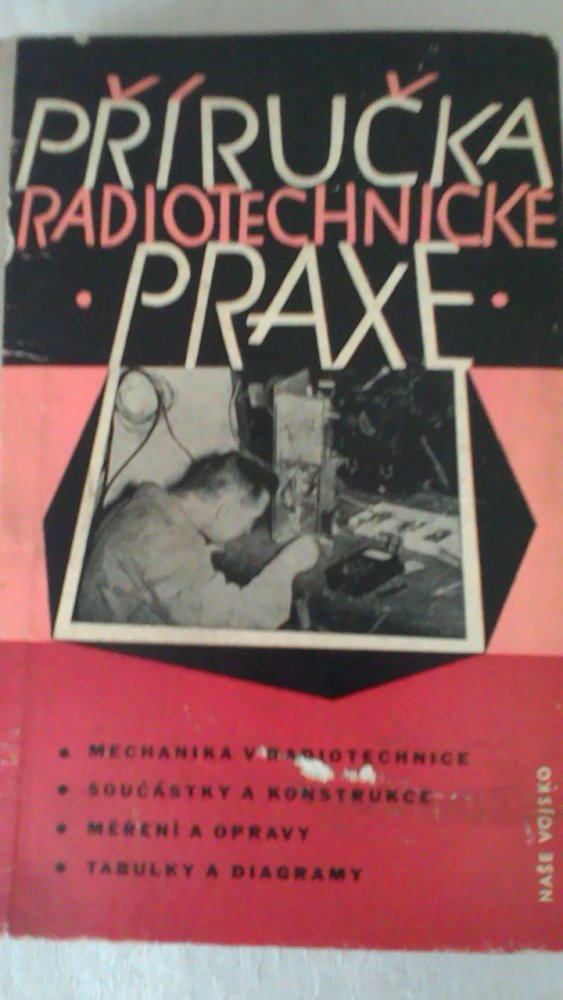 PŘÍRUČKA
RADIOTECHNICKÉ
• PRAXE •
• MECHANIKA V RADIOTECHNICE
• SOUČÁSTKY A KONSTRUKCE
• MĚŘENÍ A OPRAVY
• TABULKY A DIAGRAMY
NAŠE VOJSKO